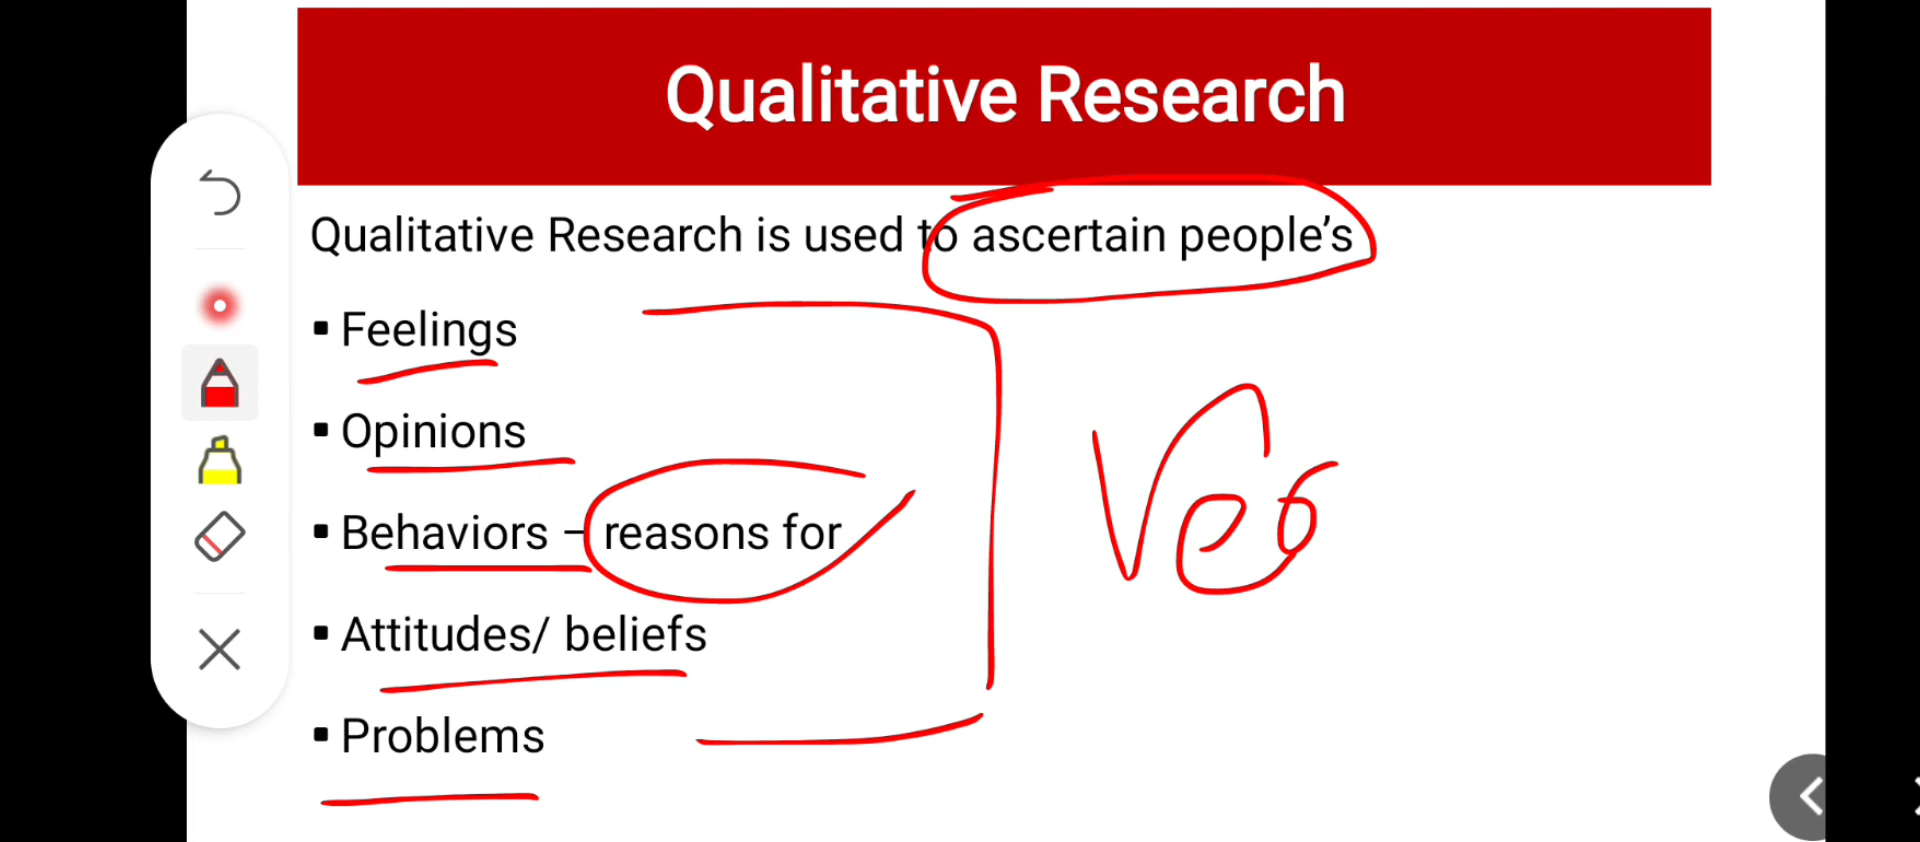 Qualitative Research
Qualitative Research is used to ascertain people's
▪ Feelings
▪ Opinions
▪ Behaviors – reasons for
▪ Attitudes/ beliefs
▪ Problems